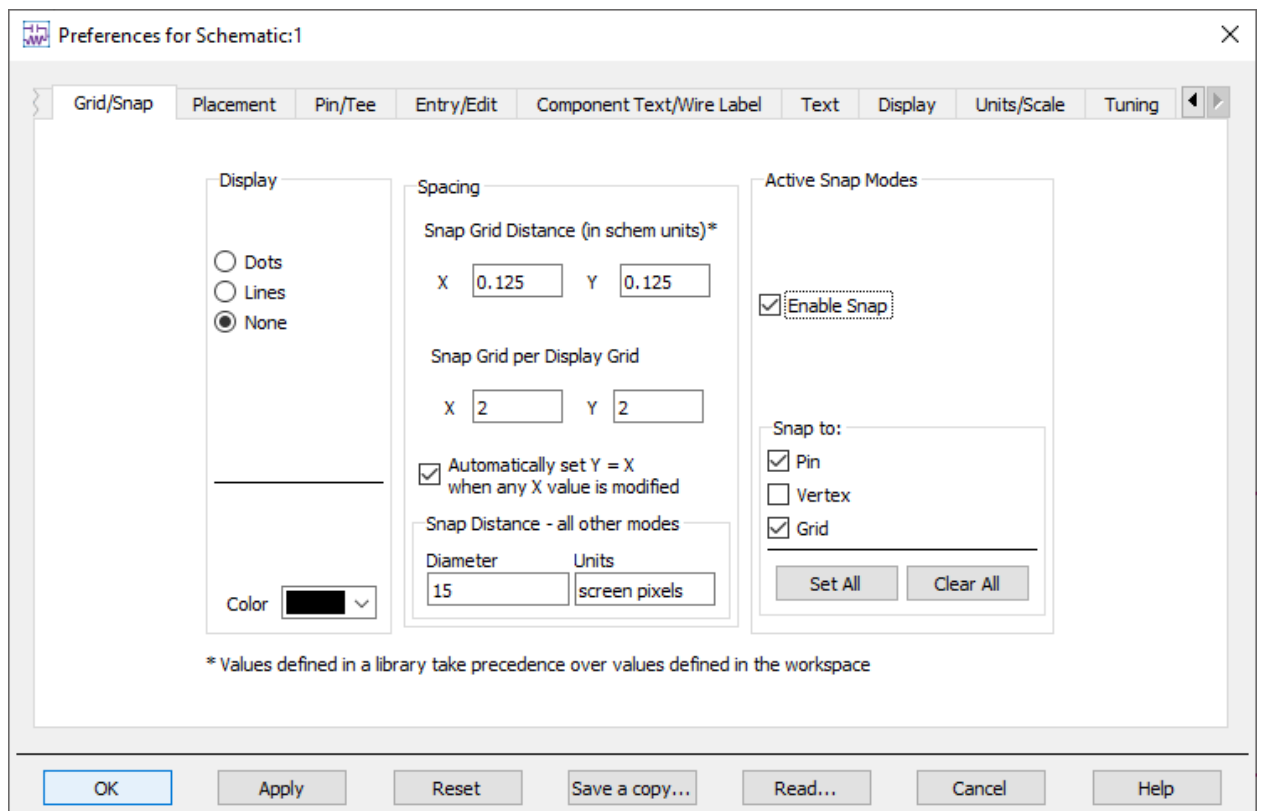 Preferences for Schematic:1
Grid/Snap Placement Pin/Tee Entry/Edit Component Text/Wire Label Text Display Units/Scale Tuning
Display
Dots
Lines
None
Color
Spacing
Snap Grid Distance (in schem units)*
X 0.125 Y 0.125
Snap Grid per Display Grid
X 2 Y 2
Automatically set Y = X
when any X value is modified
Snap Distance - all other modes
Diameter Units
15 screen pixels
Active Snap Modes
Enable Snap
Snap to:
Pin
Vertex
Grid
Set All Clear All
* Values defined in a library take precedence over values defined in the workspace
OK Apply Reset Save a copy... Read... Cancel Help